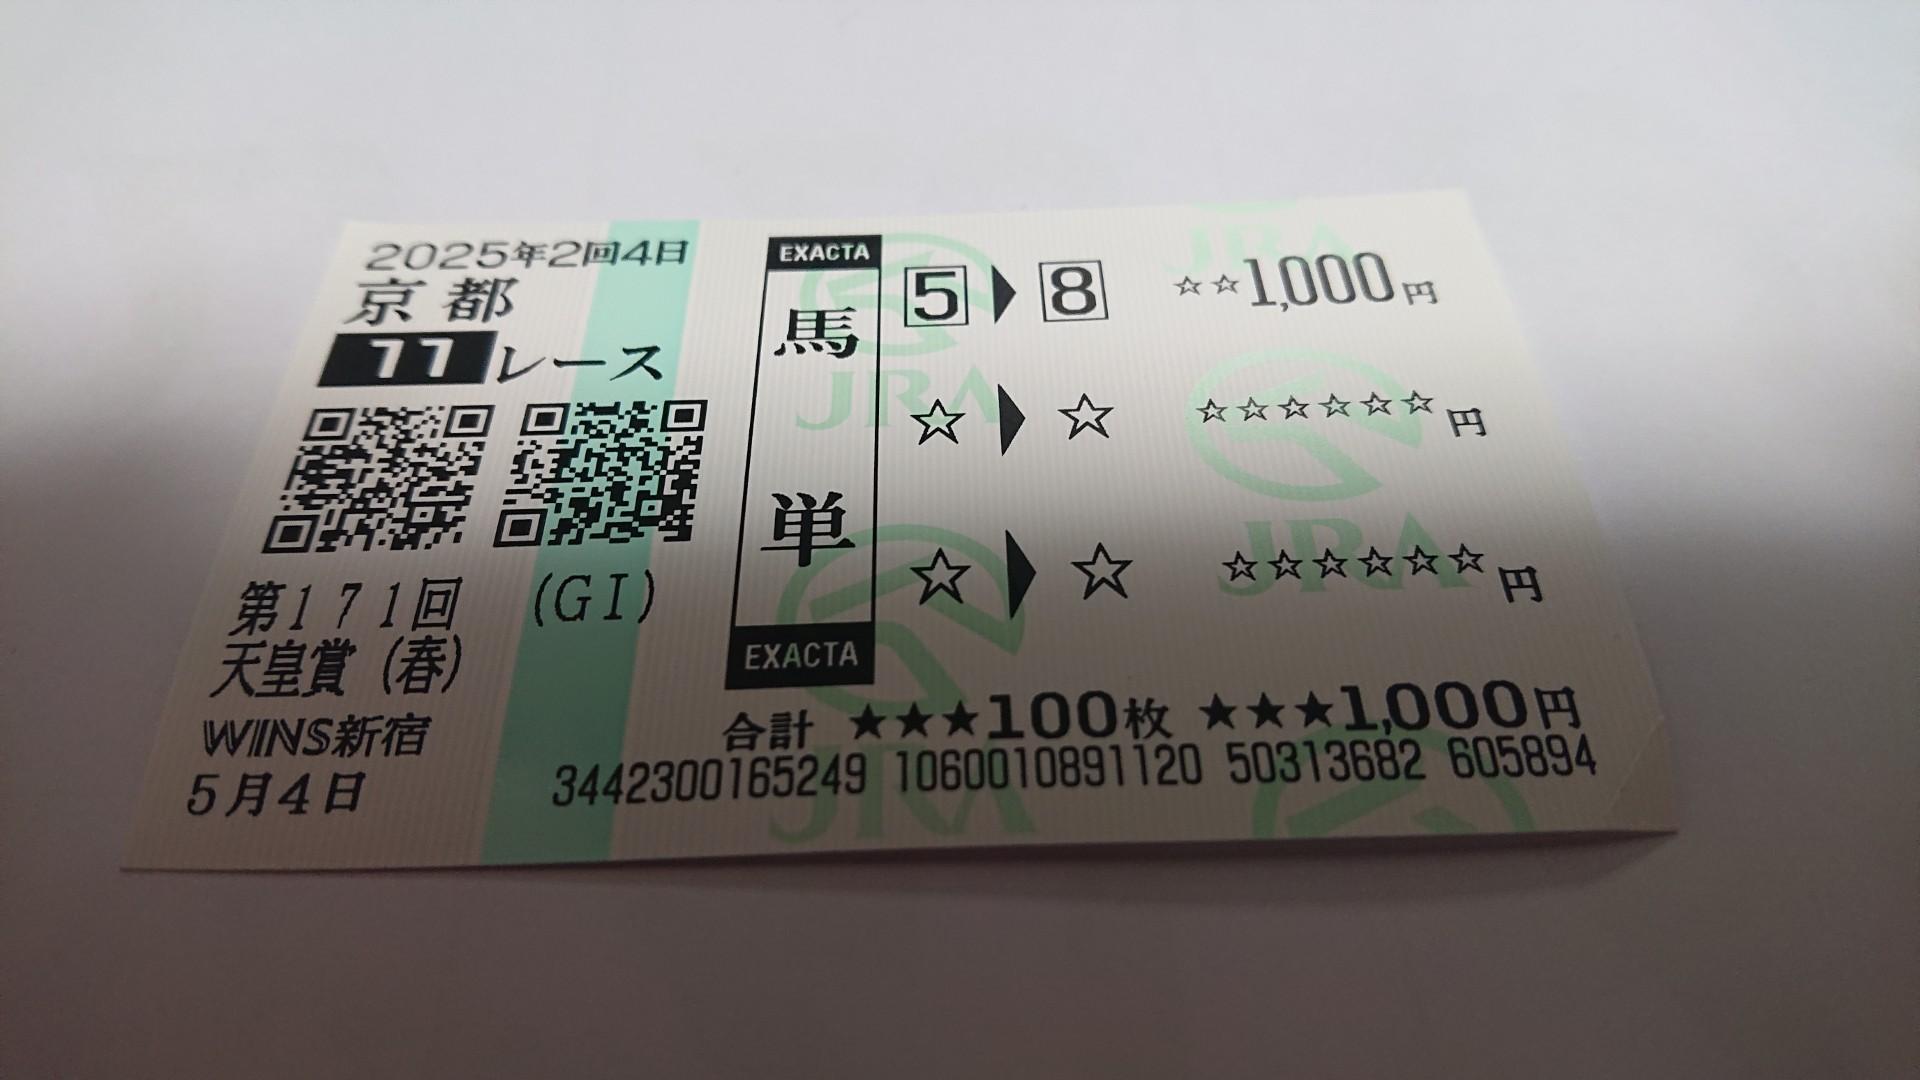 2025年2回4日
京都
11レース
第171回 (GI)
天皇賞(春)
WINS新宿
5月4日
EXACTA
馬単
EXACTA
5▶8 ☆☆1,000円
☆▶☆ ☆☆☆☆☆☆円
☆▶☆ ☆☆☆☆☆☆円
合計 ★★★100枚 ★★★1,000円
3442300165249 1060010891120 50313682 605894
JRA
JRA
JRA
JRA